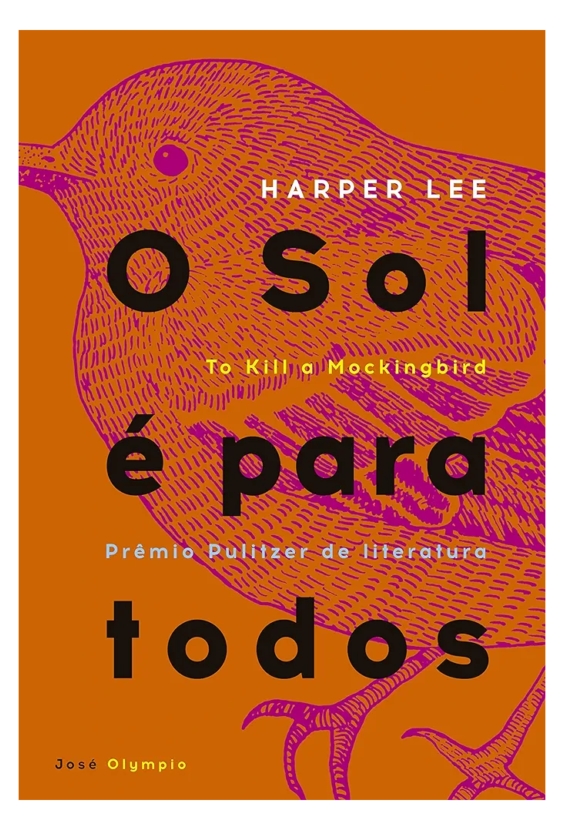 HARPER LEE
O Sol
To Kill a Mockingbird
é para
Prêmio Pulitzer de literatura
todos
José Olympio